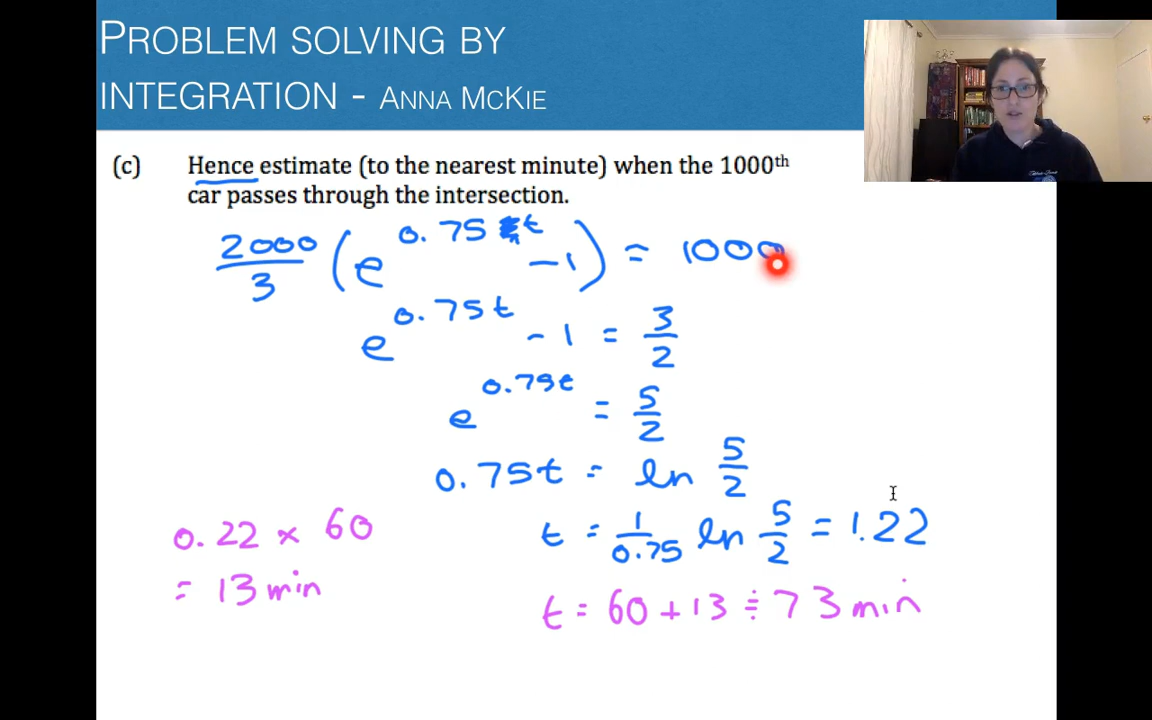 PROBLEM SOLVING BY
INTEGRATION - ANNA MCKIE
(c) Hence estimate (to the nearest minute) when the 1000th
car passes through the intersection.
2000/3 (e^0.75t - 1) = 1000
e^0.75t - 1 = 3/2
e^0.75t = 5/2
0.75t = ln 5/2
t = 1/0.75 ln 5/2 = 1.22
0.22 × 60
= 13 min
t = 60 + 13 ≑ 73 min